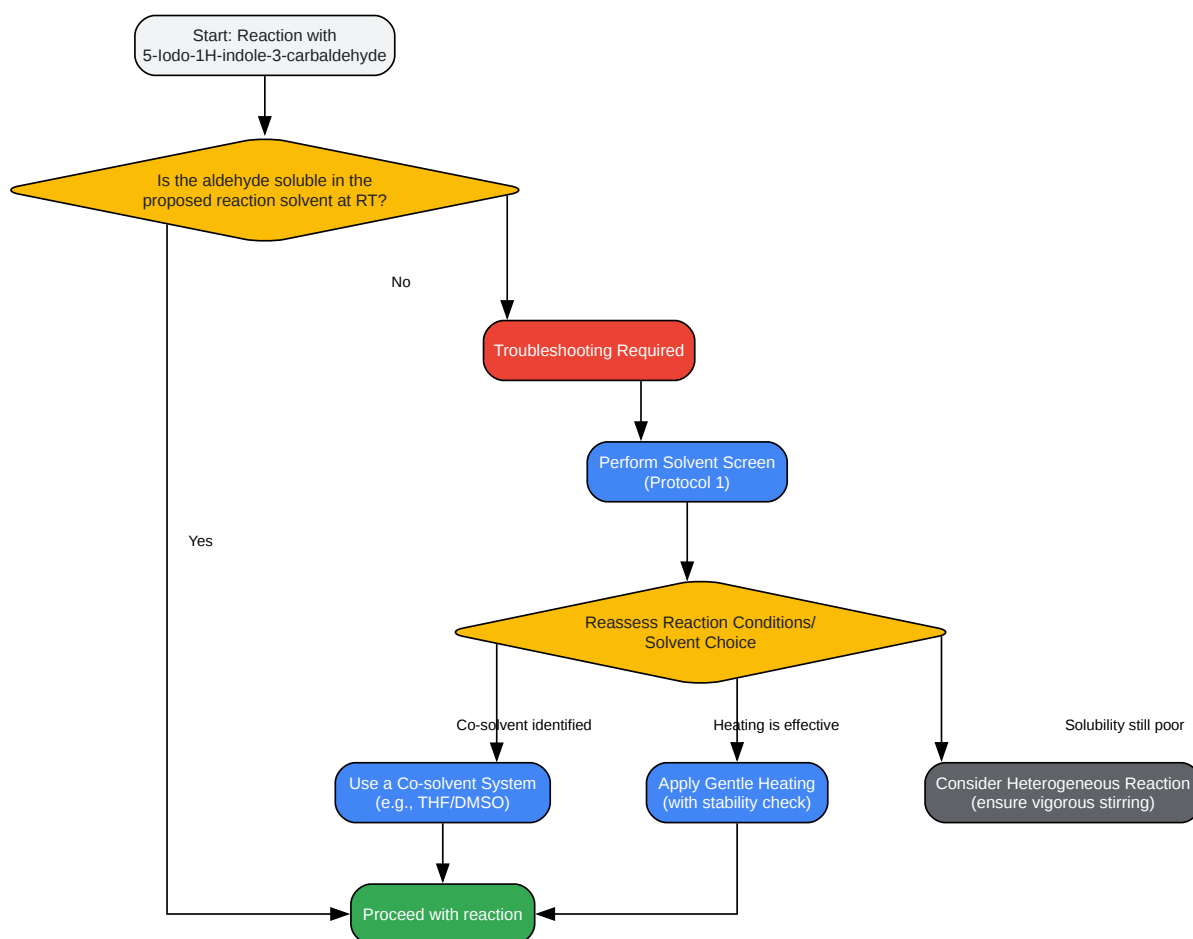 Start: Reaction with
5-Iodo-1H-indole-3-carbaldehyde
Is the aldehyde soluble in the
proposed reaction solvent at RT?
No
Troubleshooting Required
Perform Solvent Screen
(Protocol 1)
Yes
Reassess Reaction Conditions/
Solvent Choice
Co-solvent identified
Heating is effective
Solubility still poor
Use a Co-solvent System
(e.g., THF/DMSO)
Apply Gentle Heating
(with stability check)
Consider Heterogeneous Reaction
(ensure vigorous stirring)
Proceed with reaction